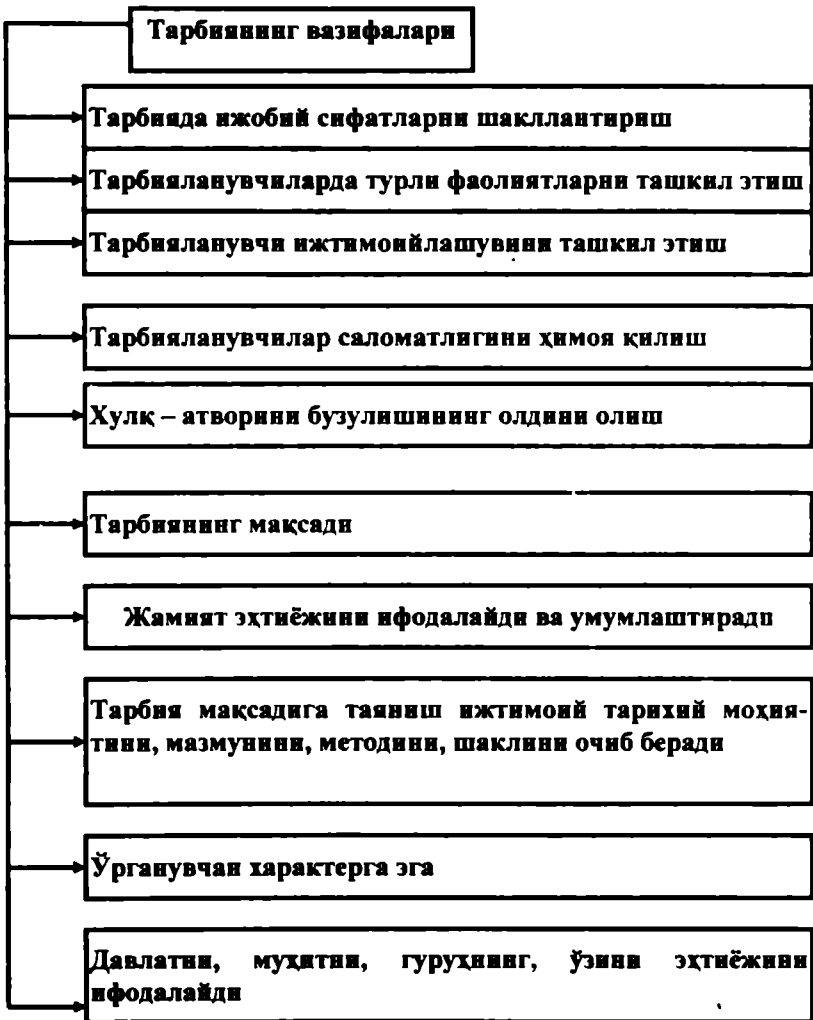 Тарбиянинг вазифалари
Тарбияда ижобий сифатларни шакллантириш
Тарбияланувчиларда турли фаолиятларни ташкил этиш
Тарбияланувчи ижтимоийлашувини ташкил этиш
Тарбияланувчилар саломатлигини ҳимоя қилиш
Хулқ – атворини бузулишининг олдини олиш
Тарбиянинг мақсади
Жамият эҳтиёжини ифодалайди ва умумлаштиради
Тарбия мақсадига таяниш ижтимоий тарихий моҳия-
тини, мазмунини, методини, шаклини очиб беради
Ўрганувчан характерга эга
Давлатни, муҳитни, гуруҳнинг, ўзини эҳтиёжини
ифодалайди